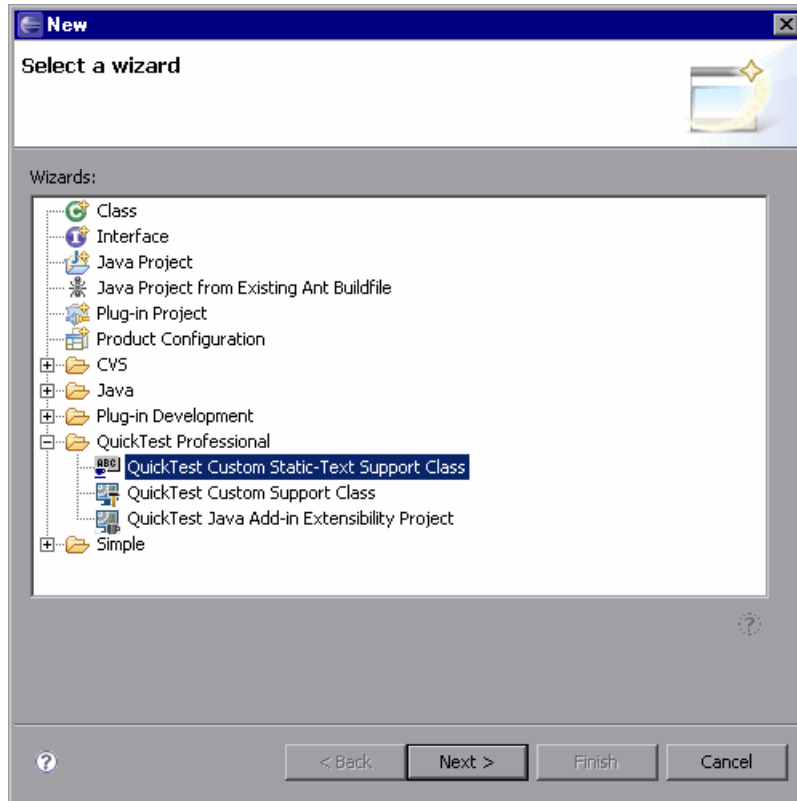 New
Select a wizard
Wizards:
Class
Interface
Java Project
Java Project from Existing Ant Buildfile
Plug-in Project
Product Configuration
CVS
Java
Plug-in Development
QuickTest Professional
ABC QuickTest Custom Static-Text Support Class
QuickTest Custom Support Class
QuickTest Java Add-in Extensibility Project
Simple
< Back Next > Finish Cancel